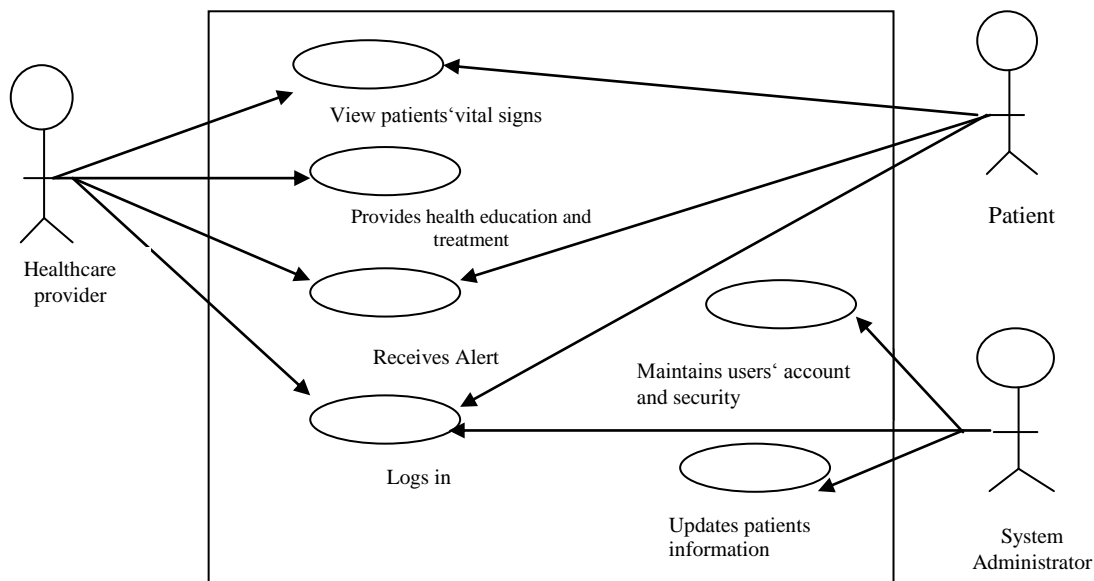 View patients‘vital signs
Provides health education and
treatment
Patient
Healthcare
provider
Receives Alert
Maintains users‘ account
and security
Logs in
Updates patients
information
System
Administrator